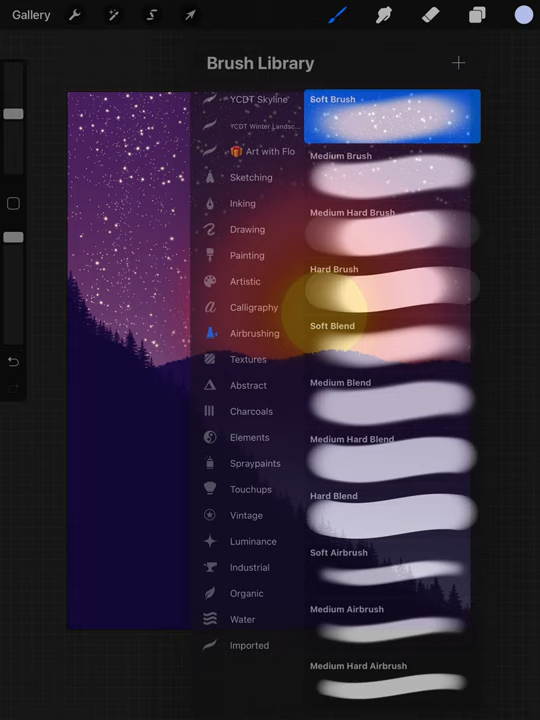 Gallery
Brush Library
YCDT Skyline
YCDT Winter Landsc...
Art with Flo
Sketching
Inking
Drawing
Painting
Artistic
Calligraphy
Airbrushing
Textures
Abstract
Charcoals
Elements
Spraypaints
Touchups
Vintage
Luminance
Industrial
Organic
Water
Imported
Soft Brush
Medium Brush
Medium Hard Brush
Hard Brush
Soft Blend
Medium Blend
Medium Hard Blend
Hard Blend
Soft Airbrush
Medium Airbrush
Medium Hard Airbrush